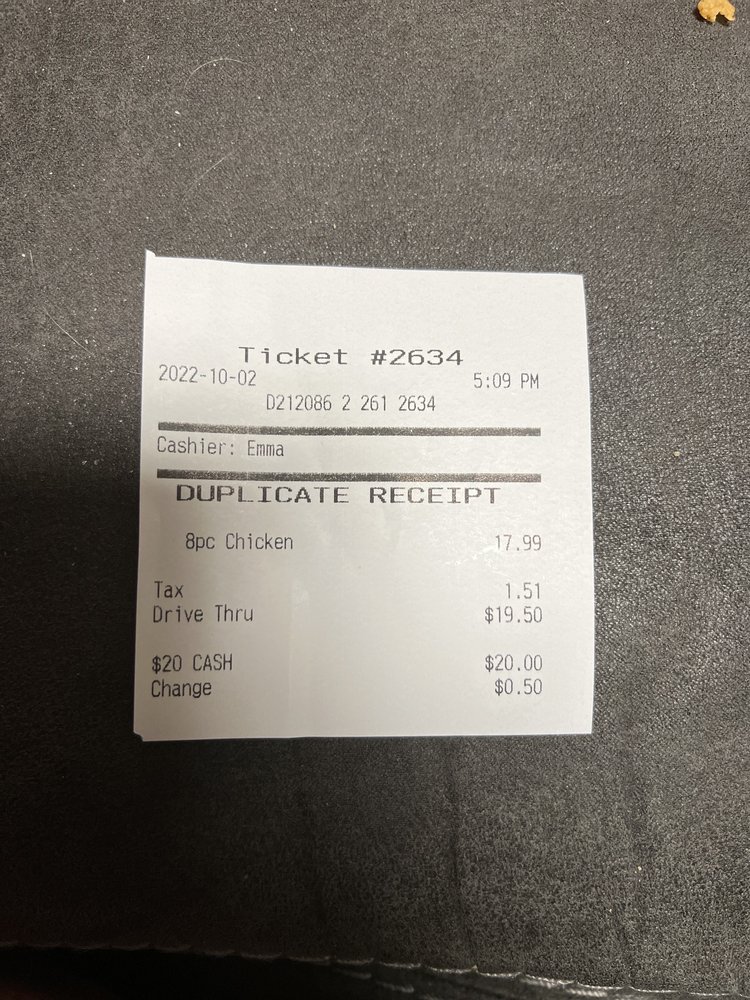 Ticket #2634
2022-10-02 5:09 PM
D212086 2 261 2634
Cashier: Emma
DUPLICATE RECEIPT
8pc Chicken 17.99
Tax 1.51
Drive Thru $19.50
$20 CASH $20.00
Change $0.50